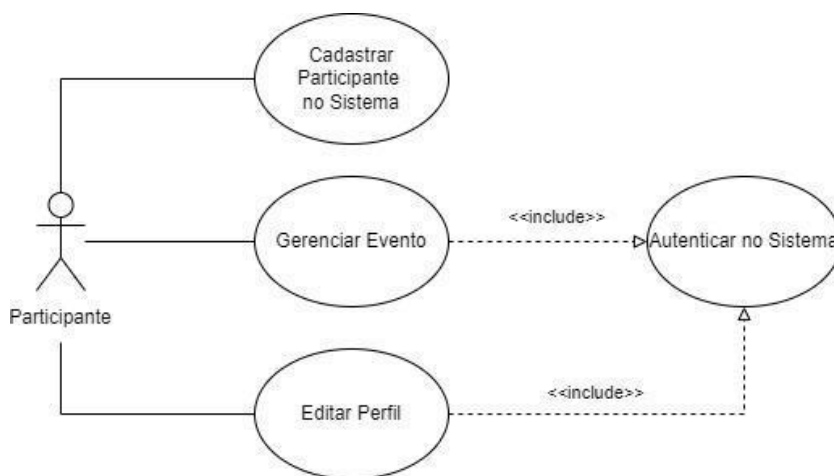 Cadastrar
Participante
no Sistema
<<include>>
Gerenciar Evento
Autenticar no Sistema
Participante
<<include>>
Editar Perfil